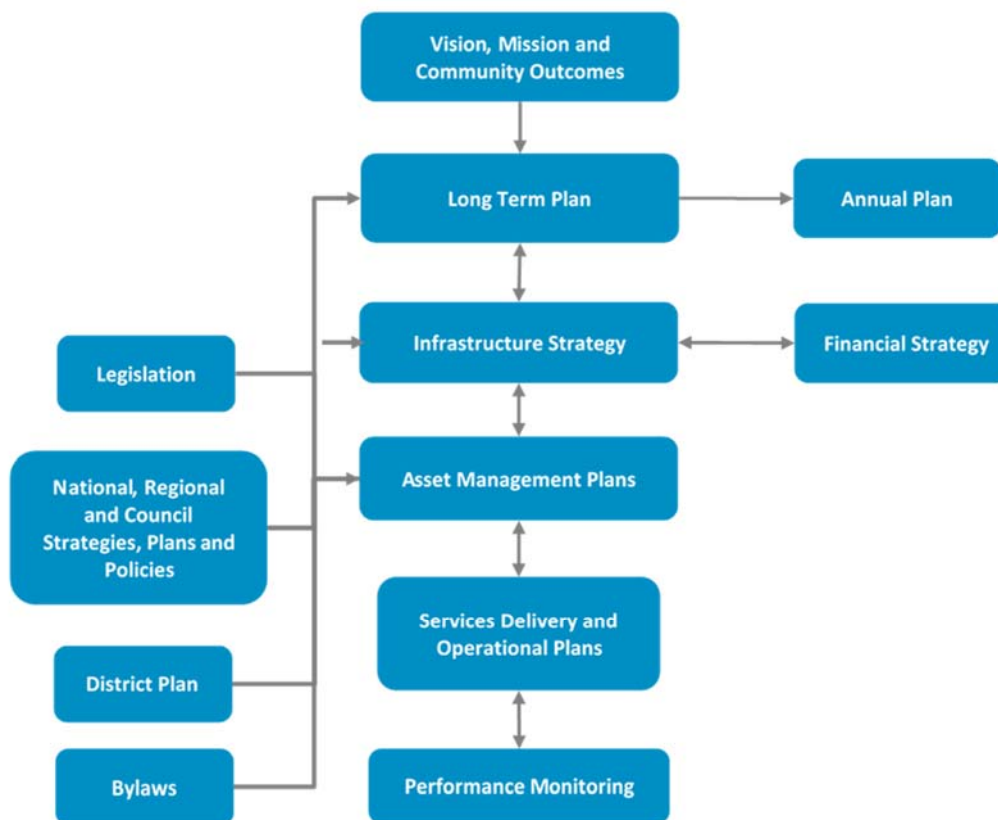 Vision, Mission and
Community Outcomes
Long Term Plan
Annual Plan
Infrastructure Strategy
Financial Strategy
Legislation
Asset Management Plans
National, Regional
and Council
Strategies, Plans and
Policies
Services Delivery and
Operational Plans
District Plan
Bylaws
Performance Monitoring